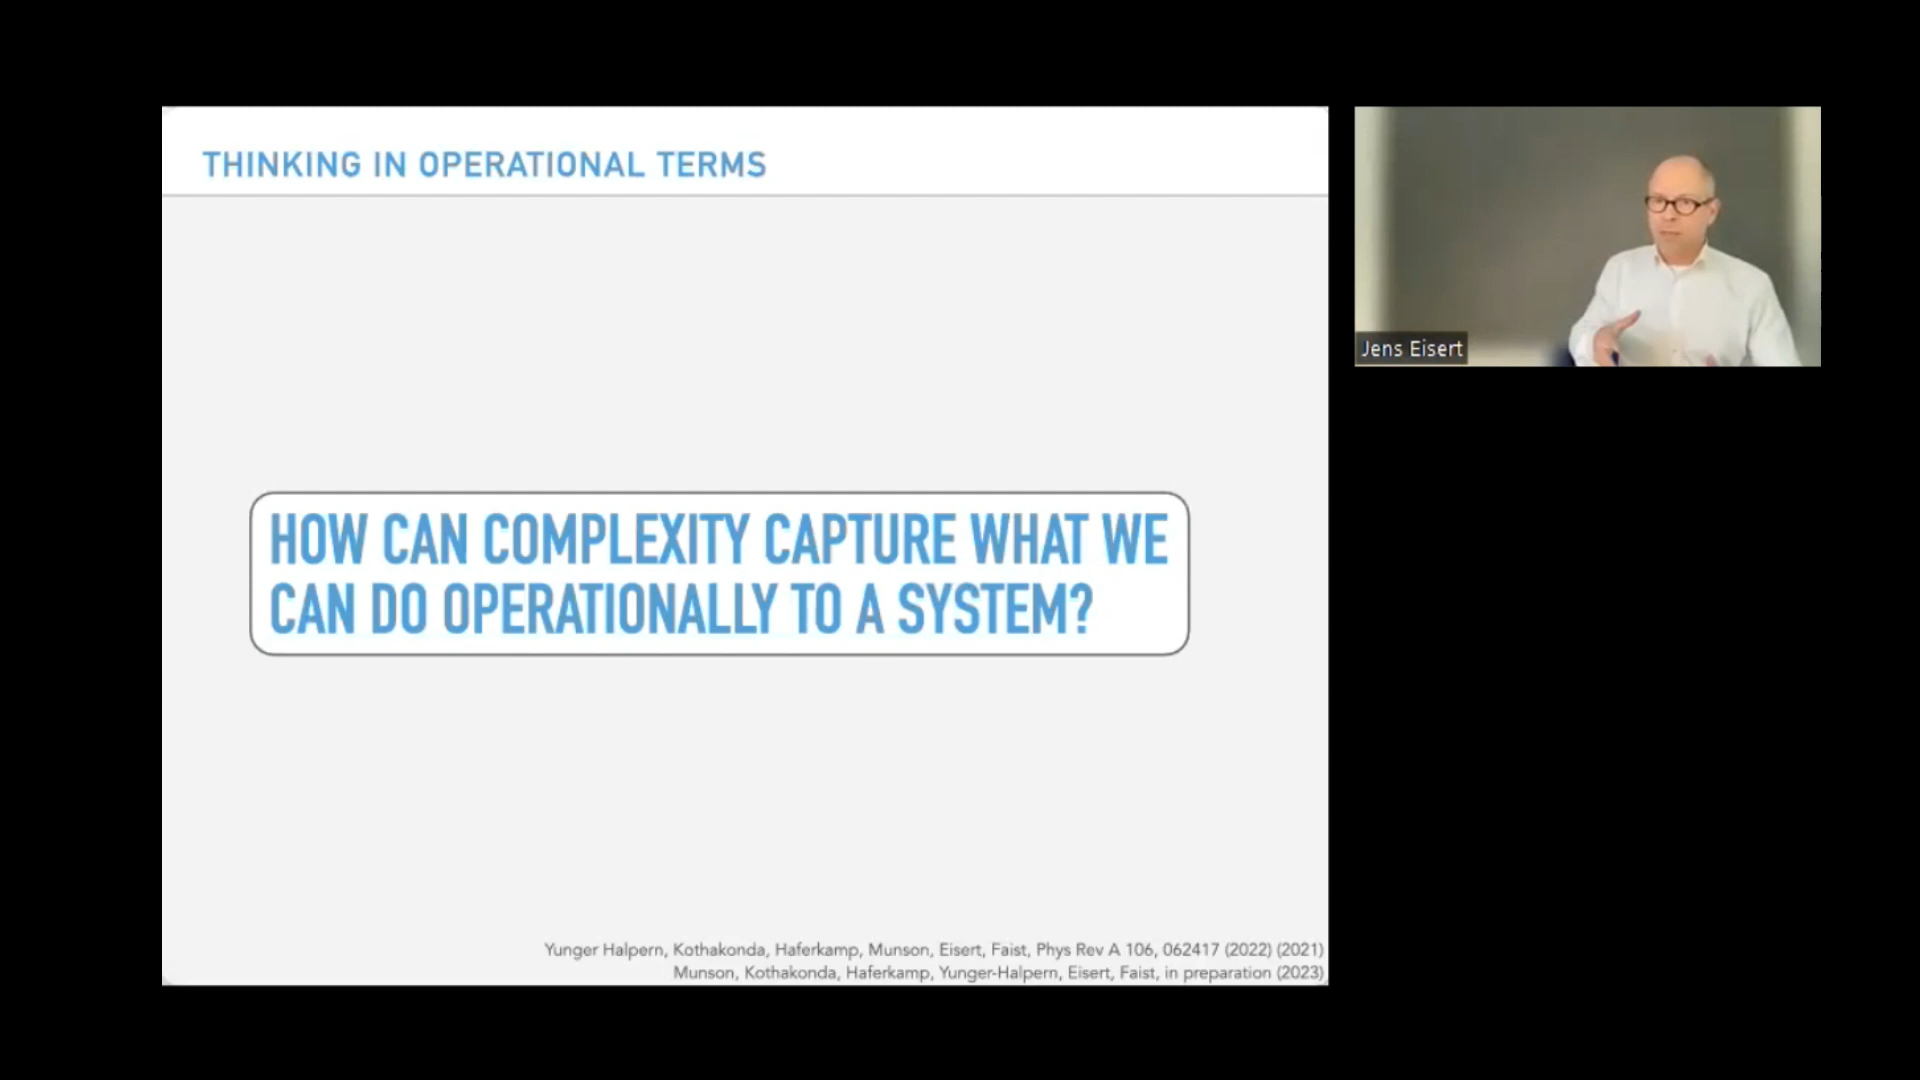 THINKING IN OPERATIONAL TERMS
HOW CAN COMPLEXITY CAPTURE WHAT WE
CAN DO OPERATIONALLY TO A SYSTEM?
Yunger Halpern, Kothakonda, Haferkamp, Munson, Eisert, Faist, Phys Rev A 106, 062417 (2022) (2021)
Munson, Kothakonda, Haferkamp, Yunger-Halpern, Eisert, Faist, in preparation (2023)
Jens Eisert